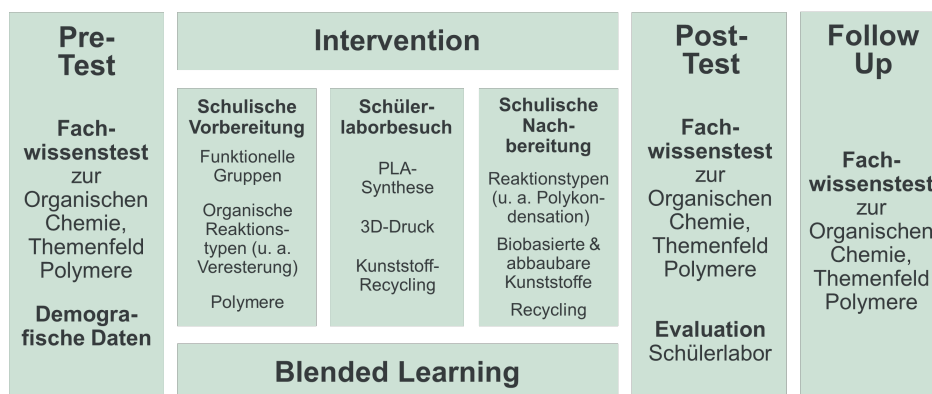 Pre-
Test
Fach-
wissenstest
zur
Organischen
Chemie,
Themenfeld
Polymere
Demogra-
fische Daten
Intervention
Schulische
Vorbereitung
Funktionelle
Gruppen
Organische
Reaktions-
typen (u. a.
Veresterung)
Polymere
Schüler-
laborbesuch
PLA-
Synthese
3D-Druck
Kunststoff-
Recycling
Schulische
Nach-
bereitung
Reaktionstypen
(u. a. Polykon-
densation)
Biobasierte &
abbaubare
Kunststoffe
Recycling
Blended Learning
Post-
Test
Fach-
wissenstest
zur
Organischen
Chemie,
Themenfeld
Polymere
Evaluation
Schülerlabor
Follow
Up
Fach-
wissenstest
zur
Organischen
Chemie,
Themenfeld
Polymere